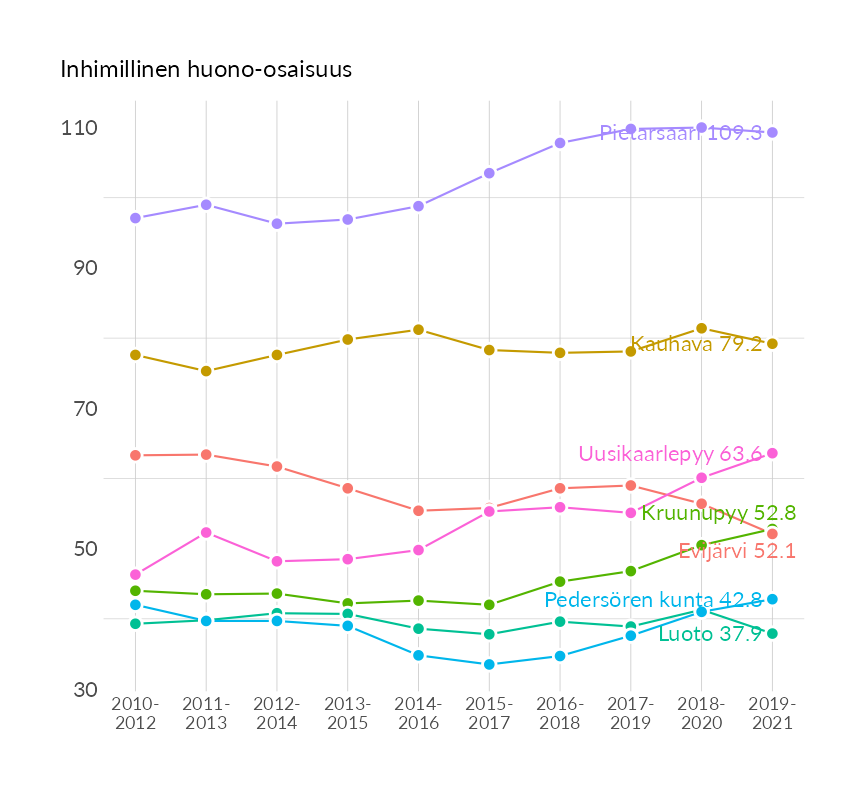 Inhimillinen huono-osaisuus
110
Pietarsaari 109.3
90
Kauhava 79.2
70
Uusikaarlepyy 63.6
Kruunupyy 52.8
50
Evijärvi 52.1
Pedersören kunta 42.8
Luoto 37.9
30
2010- 2011- 2012- 2013- 2014- 2015- 2016- 2017- 2018- 2019-
2012 2013 2014 2015 2016 2017 2018 2019 2020 2021